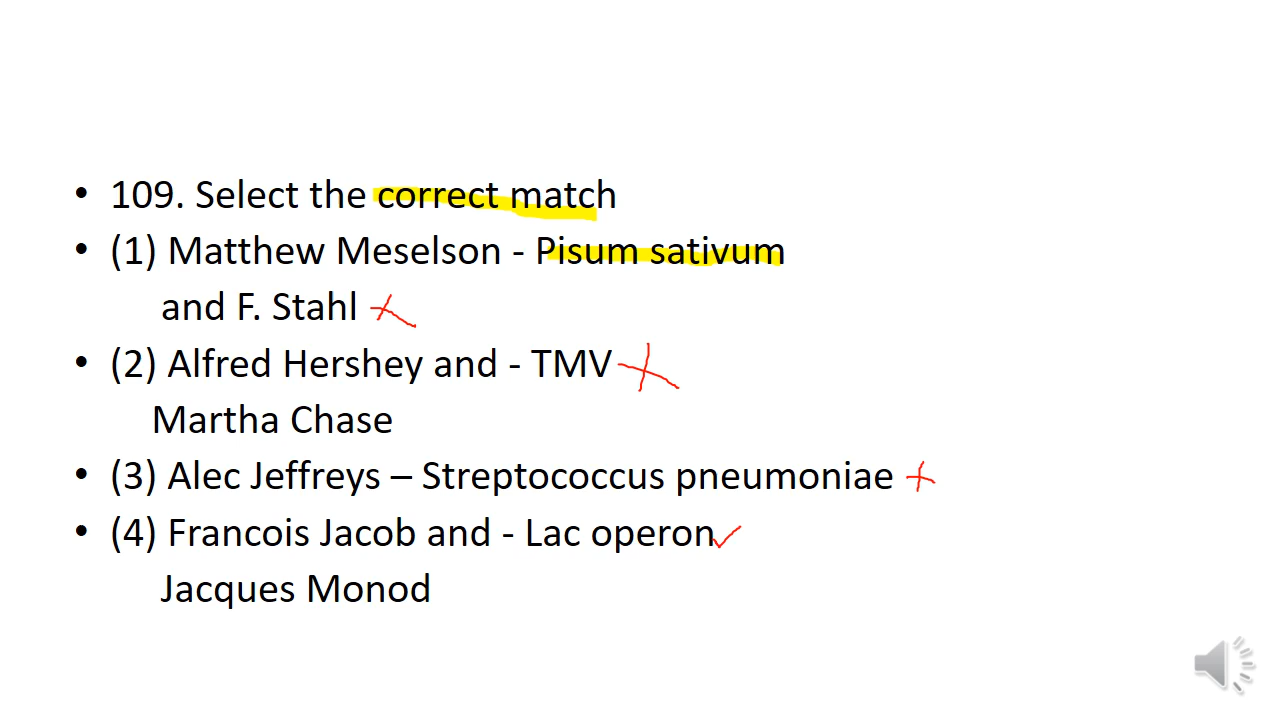 • 109. Select the correct match
• (1) Matthew Meselson - Pisum sativum
and F. Stahl
• (2) Alfred Hershey and - TMV
Martha Chase
• (3) Alec Jeffreys – Streptococcus pneumoniae
• (4) Francois Jacob and - Lac operon
Jacques Monod